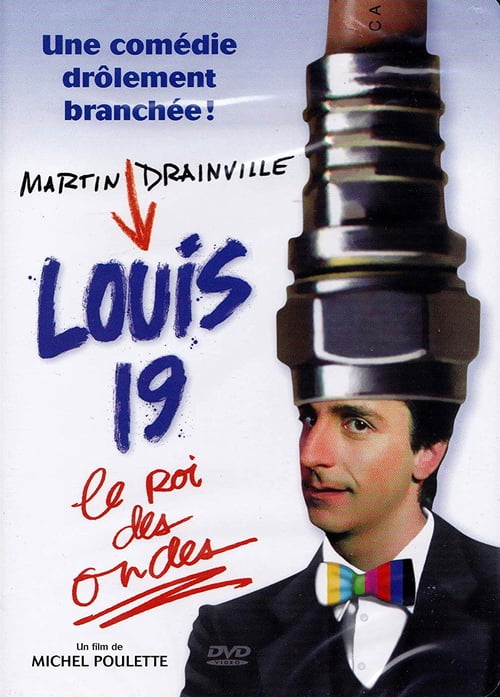 Une comédie
drôlement
branchée!
MARTIN DRAINVILLE
LOUIS
19
le roi
des
ondes
Un film de
MICHEL POULETTE
DVD
VIDEO
CA